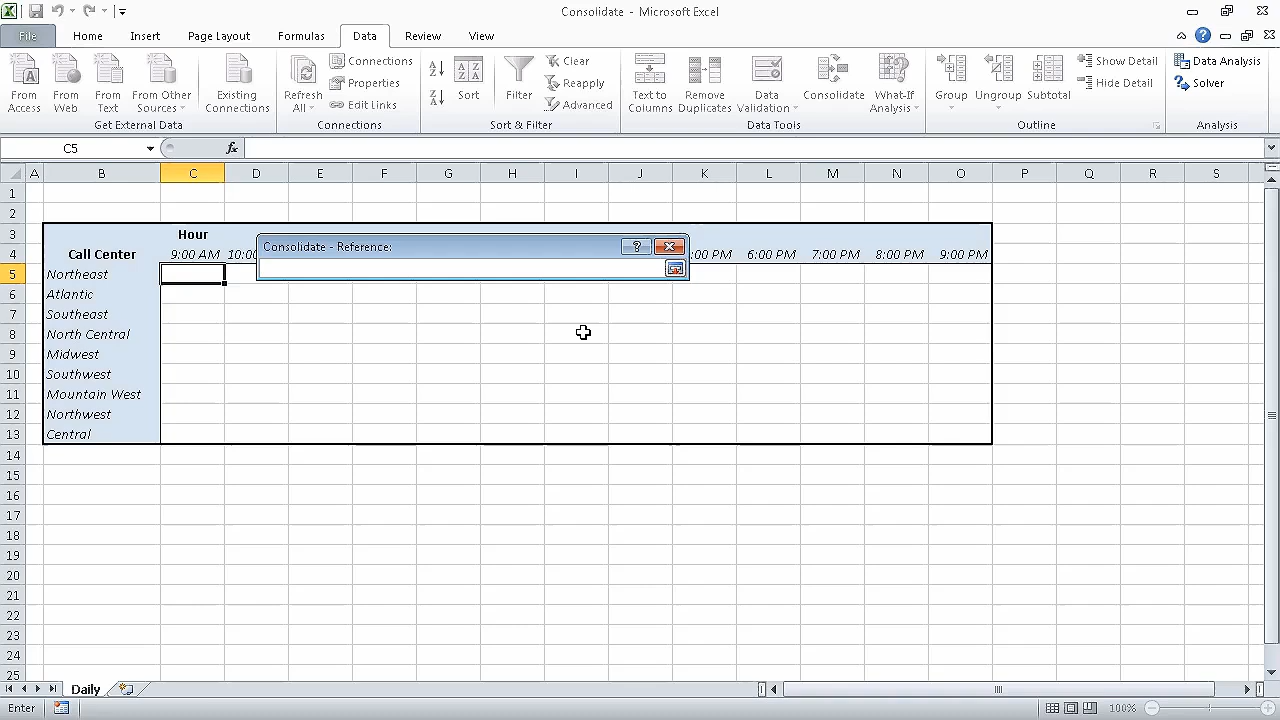 Consolidate - Microsoft Excel
File Home Insert Page Layout Formulas Data Review View
From Access From Web From Text From Other Sources Existing Connections
Get External Data
Refresh All Connections Properties Edit Links
Connections
Sort Filter Clear Reapply Advanced
Sort & Filter
Text to Columns Remove Duplicates Data Validation Consolidate What-If Analysis
Data Tools
Group Ungroup Subtotal Show Detail Hide Detail
Outline
Data Analysis Solver
Analysis
C5 fx
A B C D E F G H J K L M N O P Q R S
1
2
3 Hour
Consolidate - Reference:
4 Call Center 9:00 AM 6:00 PM 7:00 PM 8:00 PM 9:00 PM
5 Northeast
6 Atlantic
7 Southeast
8 North Central
9 Midwest
10 Southwest
11 Mountain West
12 Northwest
13 Central
14
15
16
17
18
19
20
21
22
23
24
25
Daily
Enter 100%